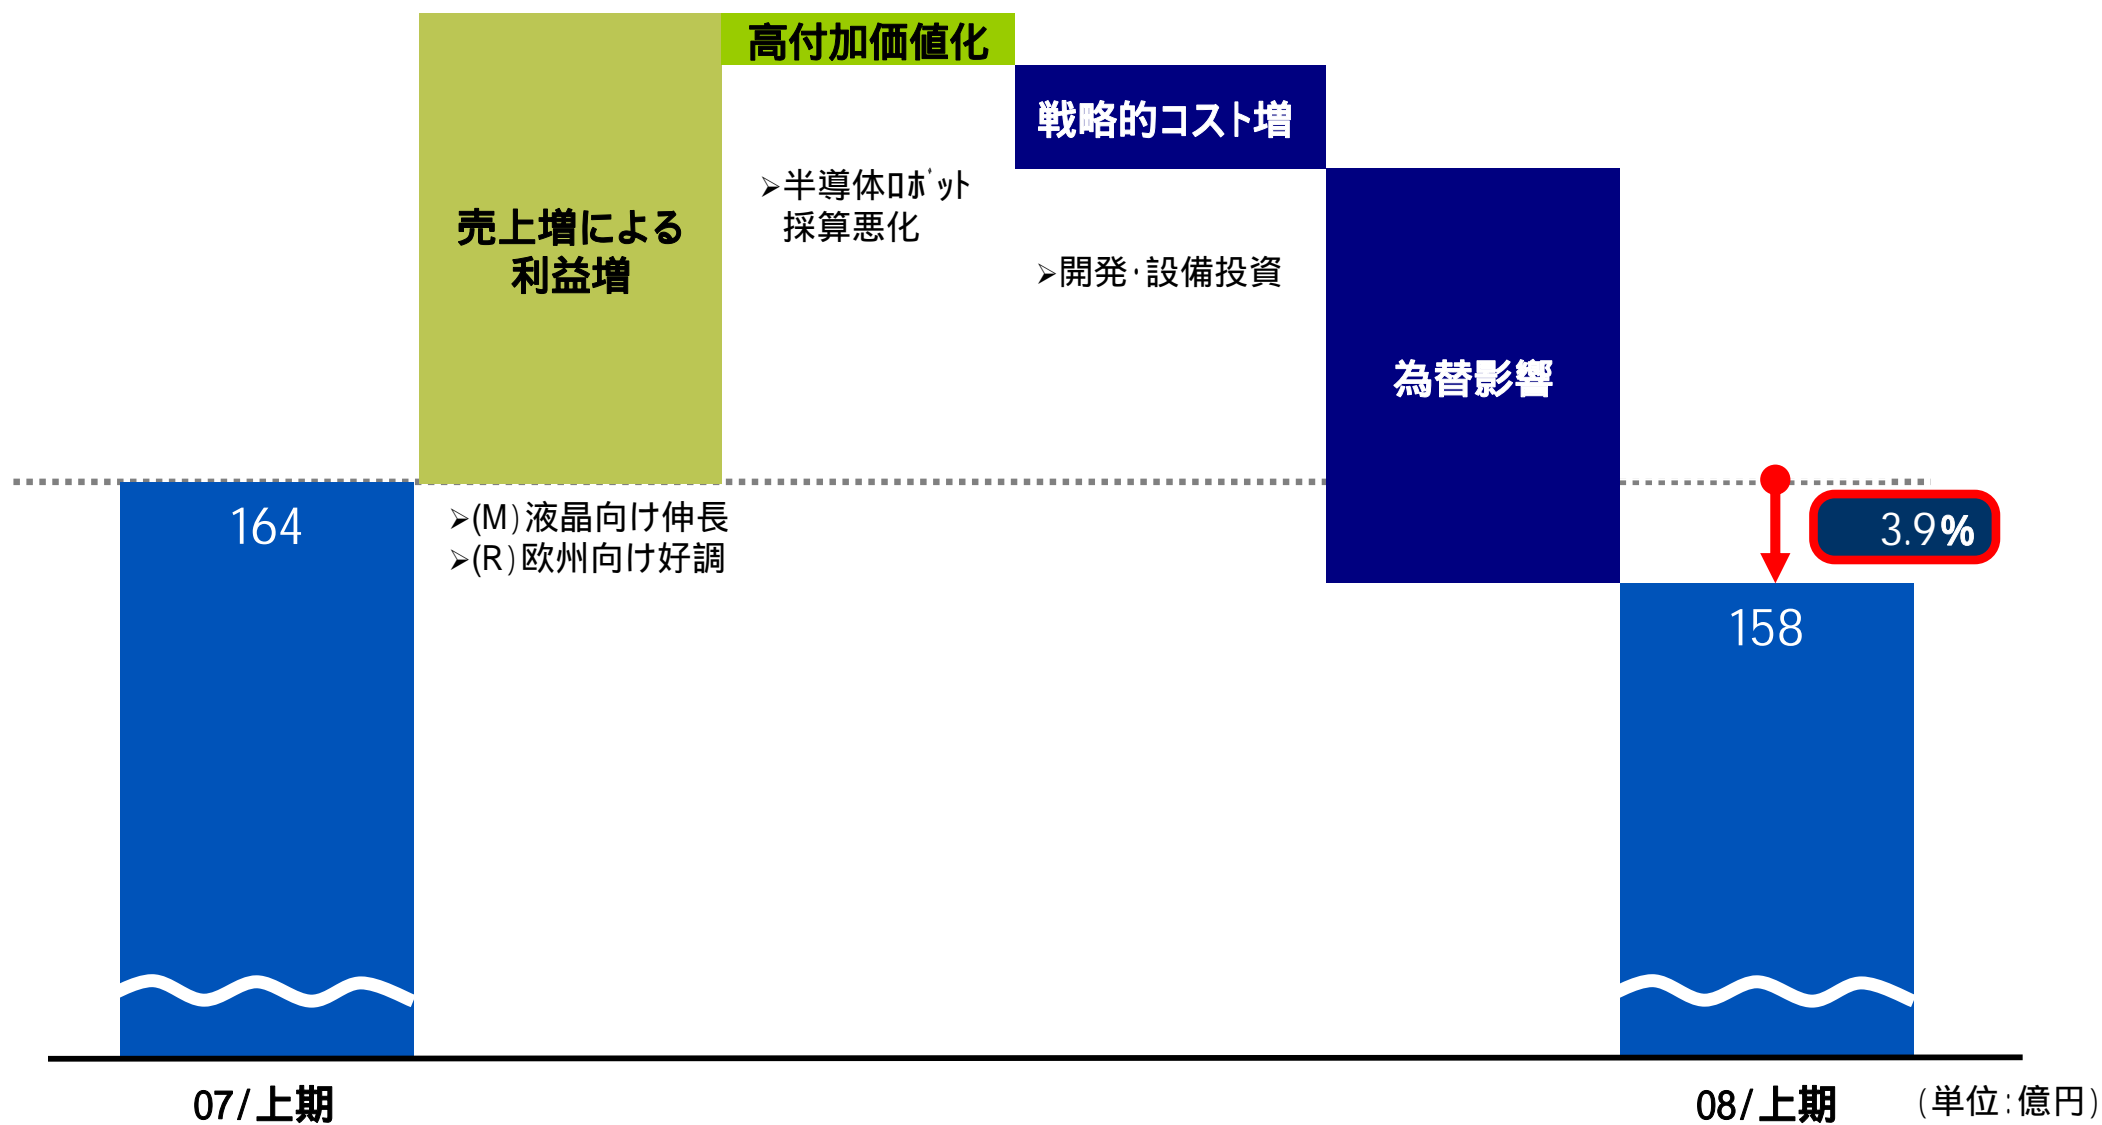 高付加価値化
戦略的コスト増
➢半導体ﾛﾎﾞｯﾄ
採算悪化
売上増による
利益増
➢開発・設備投資
為替影響
164
➢(M)液晶向け伸長
➢(R)欧州向け好調
3.9%
158
07/上期
08/上期
(単位:億円)